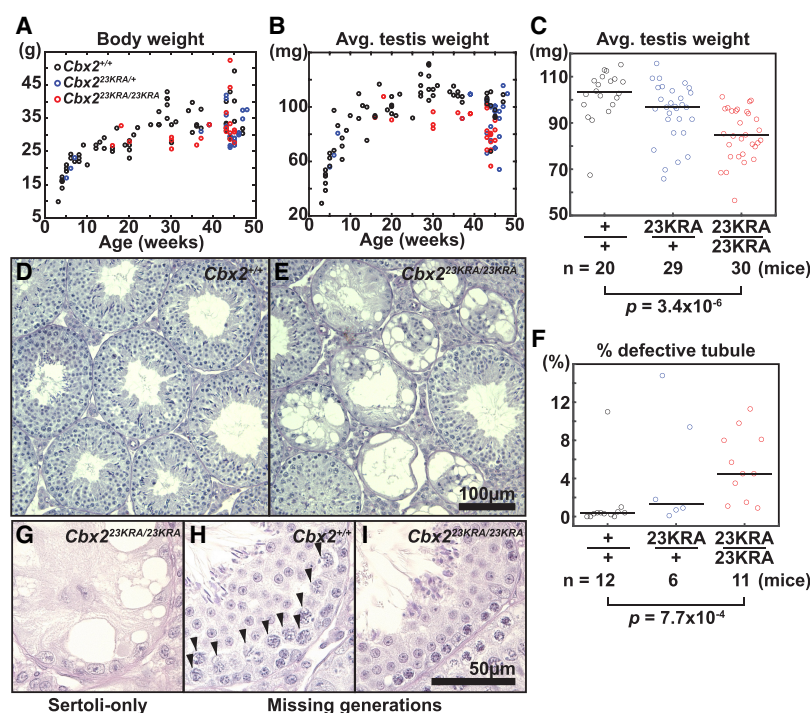 A
Body weight
(g)
45
35
25
15
5
0 10 20 30 40 50
Age (weeks)
Cbx2+/+
Cbx223KRA/+
Cbx223KRA/23KRA
B
Avg. testis weight
(mg)
100
60
20
0 10 20 30 40 50
Age (weeks)
C
Avg. testis weight
(mg)
110
90
70
50
+ 23KRA 23KRA
+ + 23KRA
n = 20 29 30 (mice)
p = 3.4x10-6
D
Cbx2+/+
E
Cbx223KRA/23KRA
100μm
F
% defective tubule
(%)
12
8
4
0
+ 23KRA 23KRA
+ + 23KRA
n = 12 6 11 (mice)
p = 7.7x10-4
G
Cbx223KRA/23KRA
H
Cbx2+/+
I
Cbx223KRA/23KRA
50μm
Sertoli-only
Missing generations